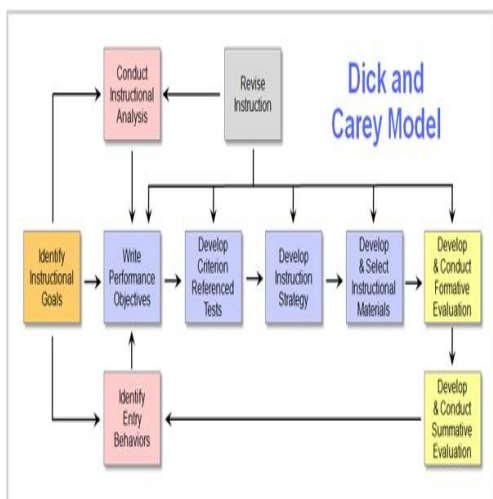 Conduct
Instructional
Analysis
Revise
Instruction
Dick and
Carey Model
Identify
Instructional
Goals
Write
Performance
Objectives
Develop
Criterion
Referenced
Tests
Develop
Instruction
Strategy
Develop
& Select
Instructional
Materials
Develop
& Conduct
Formative
Evaluation
Identify
Entry
Behaviors
Develop
& Conduct
Summative
Evaluation